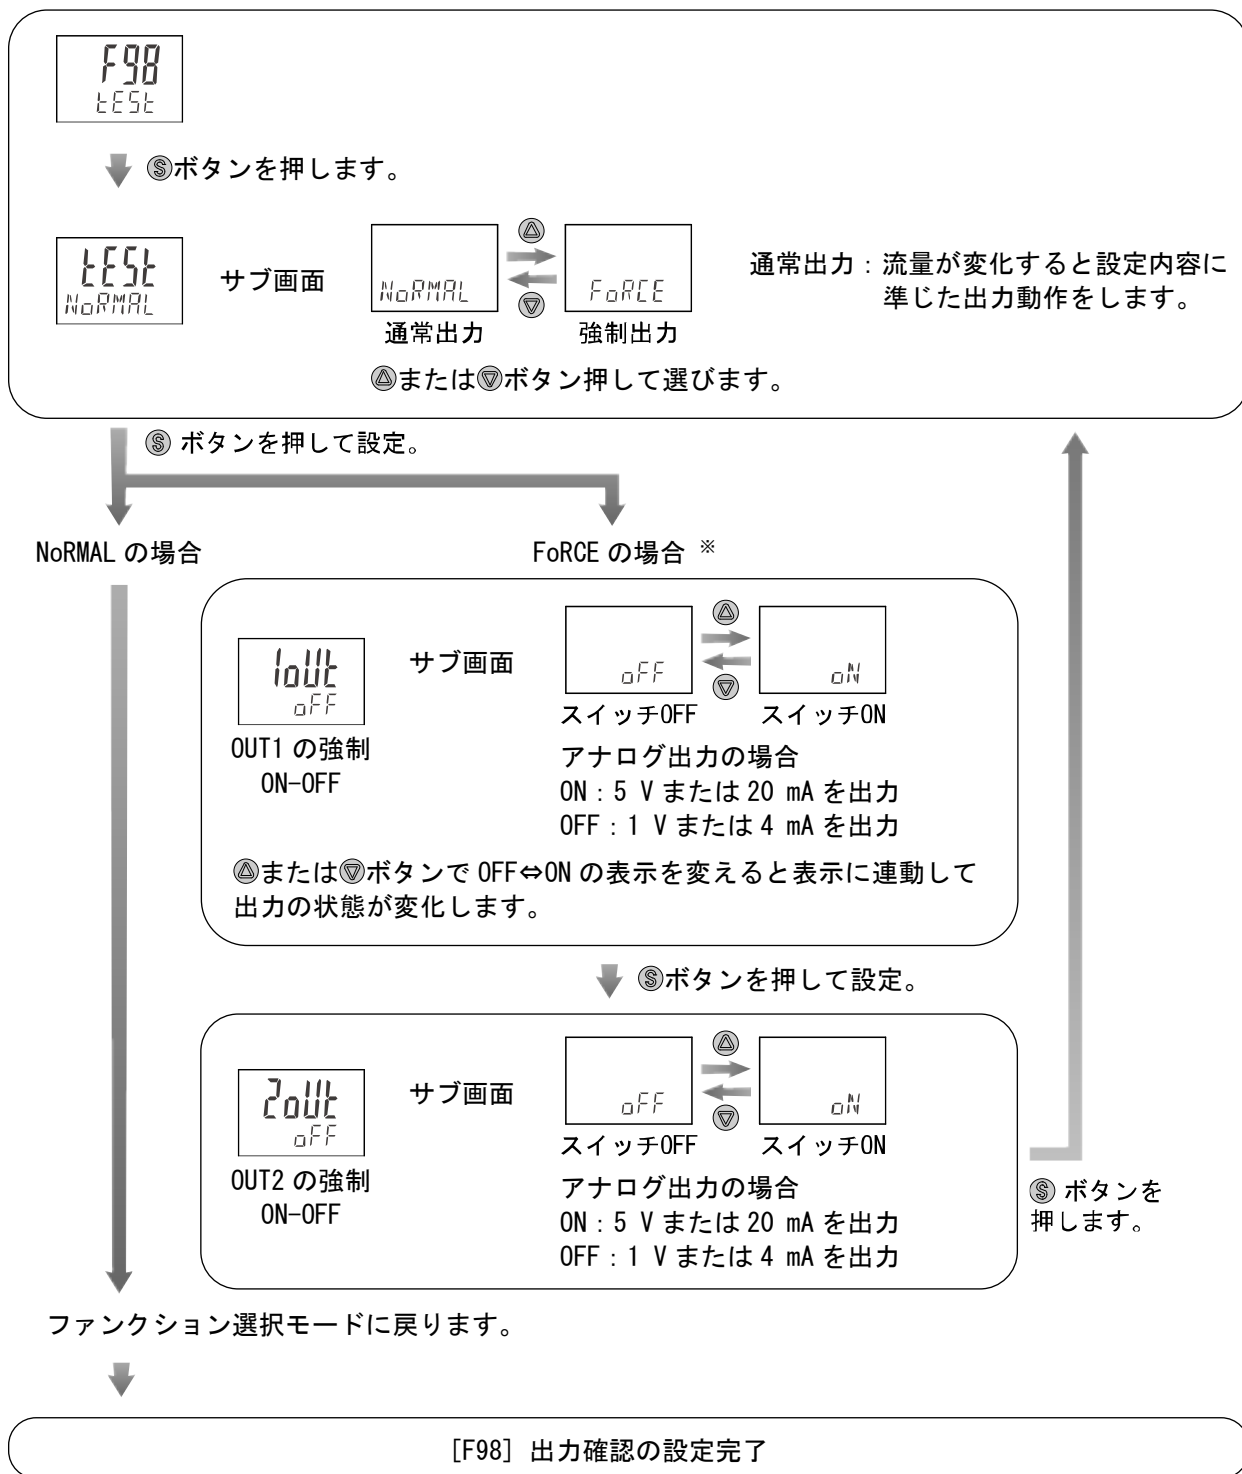 F98
tESt
Ⓢボタンを押します。
tESt
NoRMAL
サブ画面
NoRMAL
FoRCE
通常出力
強制出力
通常出力：流量が変化すると設定内容に
準じた出力動作をします。
△または▽ボタン押して選びます。
Ⓢ ボタンを押して設定。
NoRMAL の場合
FoRCE の場合 ※
1oUt
oFF
サブ画面
oFF
oN
スイッチOFF
スイッチON
OUT1 の強制
ON-OFF
アナログ出力の場合
ON：5 V または 20 mA を出力
OFF：1 V または 4 mA を出力
△または▽ボタンで OFF⇔ON の表示を変えると表示に連動して
出力の状態が変化します。
Ⓢボタンを押して設定。
2oUt
oFF
サブ画面
oFF
oN
スイッチOFF
スイッチON
OUT2 の強制
ON-OFF
アナログ出力の場合
ON：5 V または 20 mA を出力
OFF：1 V または 4 mA を出力
Ⓢ ボタンを
押します。
ファンクション選択モードに戻ります。
[F98] 出力確認の設定完了